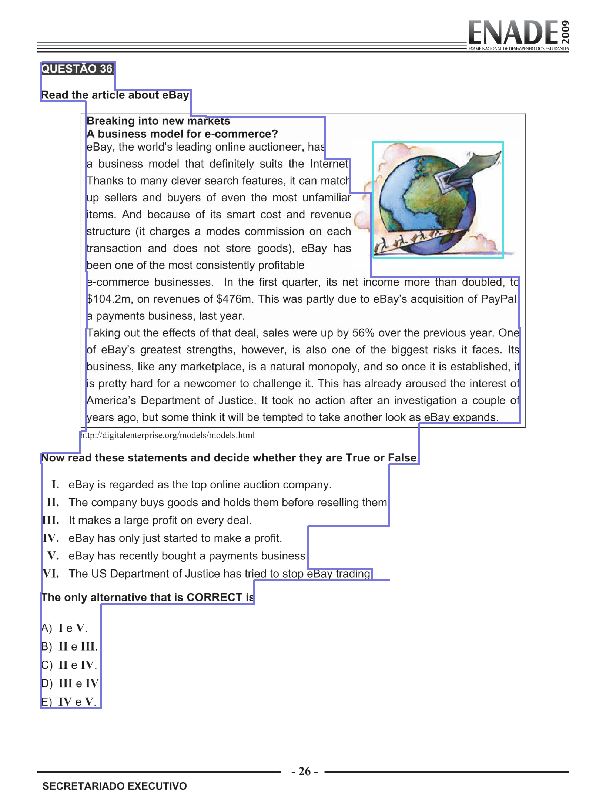 ENADE 2009
EXAME NACIONAL DE DESEMPENHO DOS ESTUDANTES
QUESTÃO 36
Read the article about eBay
Breaking into new markets
A business model for e-commerce?
eBay, the world's leading online auctioneer, has
a business model that definitely suits the Internet.
Thanks to many clever search features, it can match
up sellers and buyers of even the most unfamiliar
items. And because of its smart cost and revenue
structure (it charges a modes commission on each
transaction and does not store goods), eBay has
been one of the most consistently profitable
e-commerce businesses. In the first quarter, its net income more than doubled, to
$104.2m, on revenues of $476m. This was partly due to eBay's acquisition of PayPal,
a payments business, last year.
Taking out the effects of that deal, sales were up by 56% over the previous year. One
of eBay's greatest strengths, however, is also one of the biggest risks it faces. Its
business, like any marketplace, is a natural monopoly, and so once it is established, it
is pretty hard for a newcomer to challenge it. This has already aroused the interest of
America's Department of Justice. It took no action after an investigation a couple of
years ago, but some think it will be tempted to take another look as eBay expands.
http://digitalenterprise.org/models/models.html
Now read these statements and decide whether they are True or False
I. eBay is regarded as the top online auction company.
II. The company buys goods and holds them before reselling them
III. It makes a large profit on every deal.
IV. eBay has only just started to make a profit.
V. eBay has recently bought a payments business
VI. The US Department of Justice has tried to stop eBay trading
The only alternative that is CORRECT is
A) I e V.
B) II e III.
C) II e IV.
D) III e IV
E) IV e V.
- 26 -
SECRETARIADO EXECUTIVO